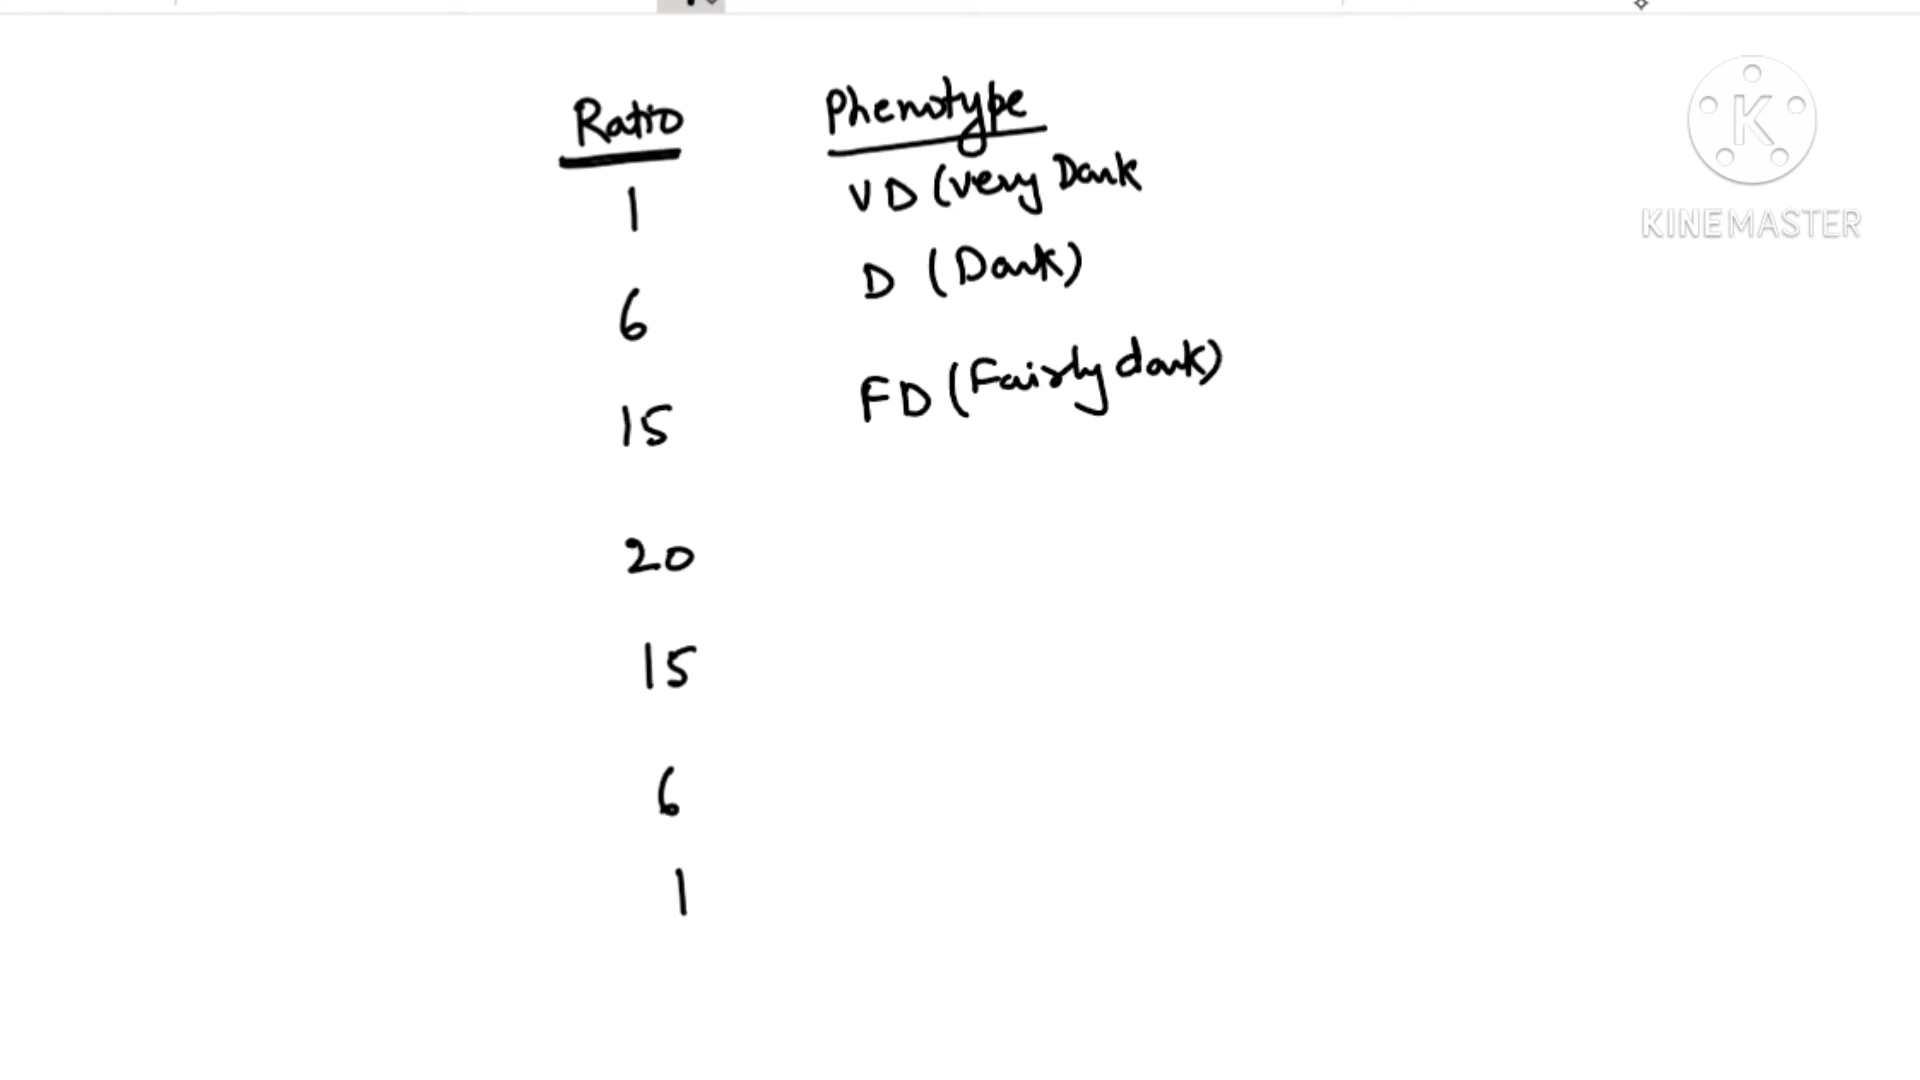 Ratio Phenotype
1 VD (very Dark
6 D (Dark)
15 FD (Fairly dark)
20
15
6
1
K
KINEMASTER